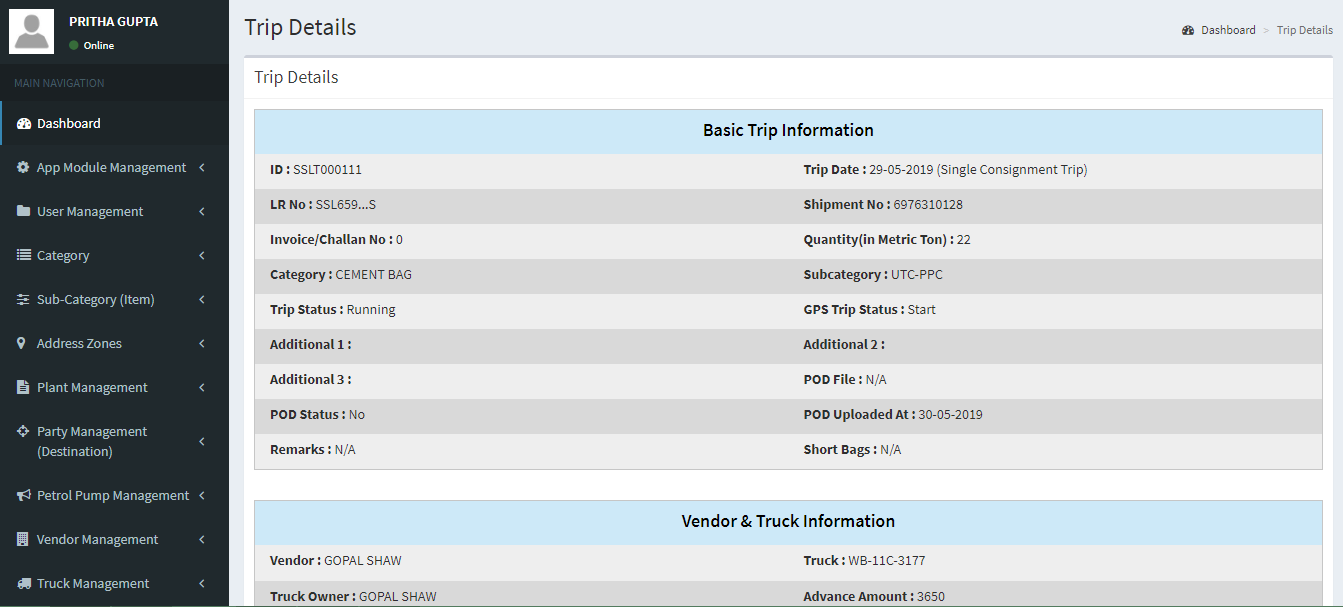 PRITHA GUPTA
Online
MAIN NAVIGATION
Dashboard
App Module Management
User Management
Category
Sub-Category (Item)
Address Zones
Plant Management
Party Management
(Destination)
Petrol Pump Management
Vendor Management
Truck Management
Trip Details
Dashboard > Trip Details
Trip Details
Basic Trip Information
ID : SSLT000111 Trip Date : 29-05-2019 (Single Consignment Trip)
LR No : SSL659...S Shipment No : 6976310128
Invoice/Challan No : 0 Quantity(in Metric Ton) : 22
Category : CEMENT BAG Subcategory : UTC-PPC
Trip Status : Running GPS Trip Status : Start
Additional 1 : Additional 2 :
Additional 3 : POD File : N/A
POD Status : No POD Uploaded At : 30-05-2019
Remarks : N/A Short Bags : N/A
Vendor & Truck Information
Vendor : GOPAL SHAW Truck : WB-11C-3177
Truck Owner : GOPAL SHAW Advance Amount : 3650